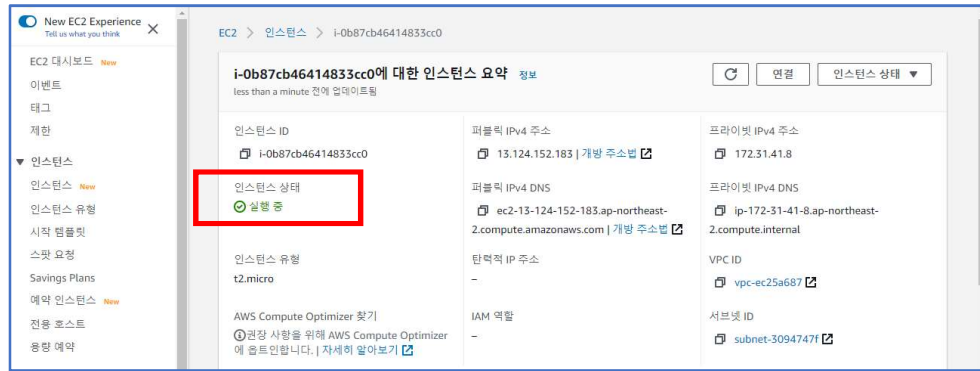 New EC2 Experience
Tell us what you think
EC2 대시보드 New
이벤트
태그
제한
인스턴스
인스턴스 New
인스턴스 유형
시작 템플릿
스팟 요청
Savings Plans
예약 인스턴스 New
전용 호스트
용량 예약
EC2 > 인스턴스 > i-0b87cb46414833cc0
i-0b87cb46414833cc0에 대한 인스턴스 요약 정보
less than a minute 전에 업데이트됨
연결
인스턴스 상태 ▼
인스턴스 ID
i-0b87cb46414833cc0
퍼블릭 IPv4 주소
13.124.152.183 | 개방 주소법
프라이빗 IPv4 주소
172.31.41.8
인스턴스 상태
실행 중
퍼블릭 IPv4 DNS
ec2-13-124-152-183.ap-northeast-
2.compute.amazonaws.com | 개방 주소법
프라이빗 IPv4 DNS
ip-172-31-41-8.ap-northeast-
2.compute.internal
인스턴스 유형
t2.micro
탄력적 IP 주소
–
VPC ID
vpc-ec25a687
AWS Compute Optimizer 찾기
권장 사항을 위해 AWS Compute Optimizer
에 옵트인합니다. | 자세히 알아보기
IAM 역할
–
서브넷 ID
subnet-3094747f